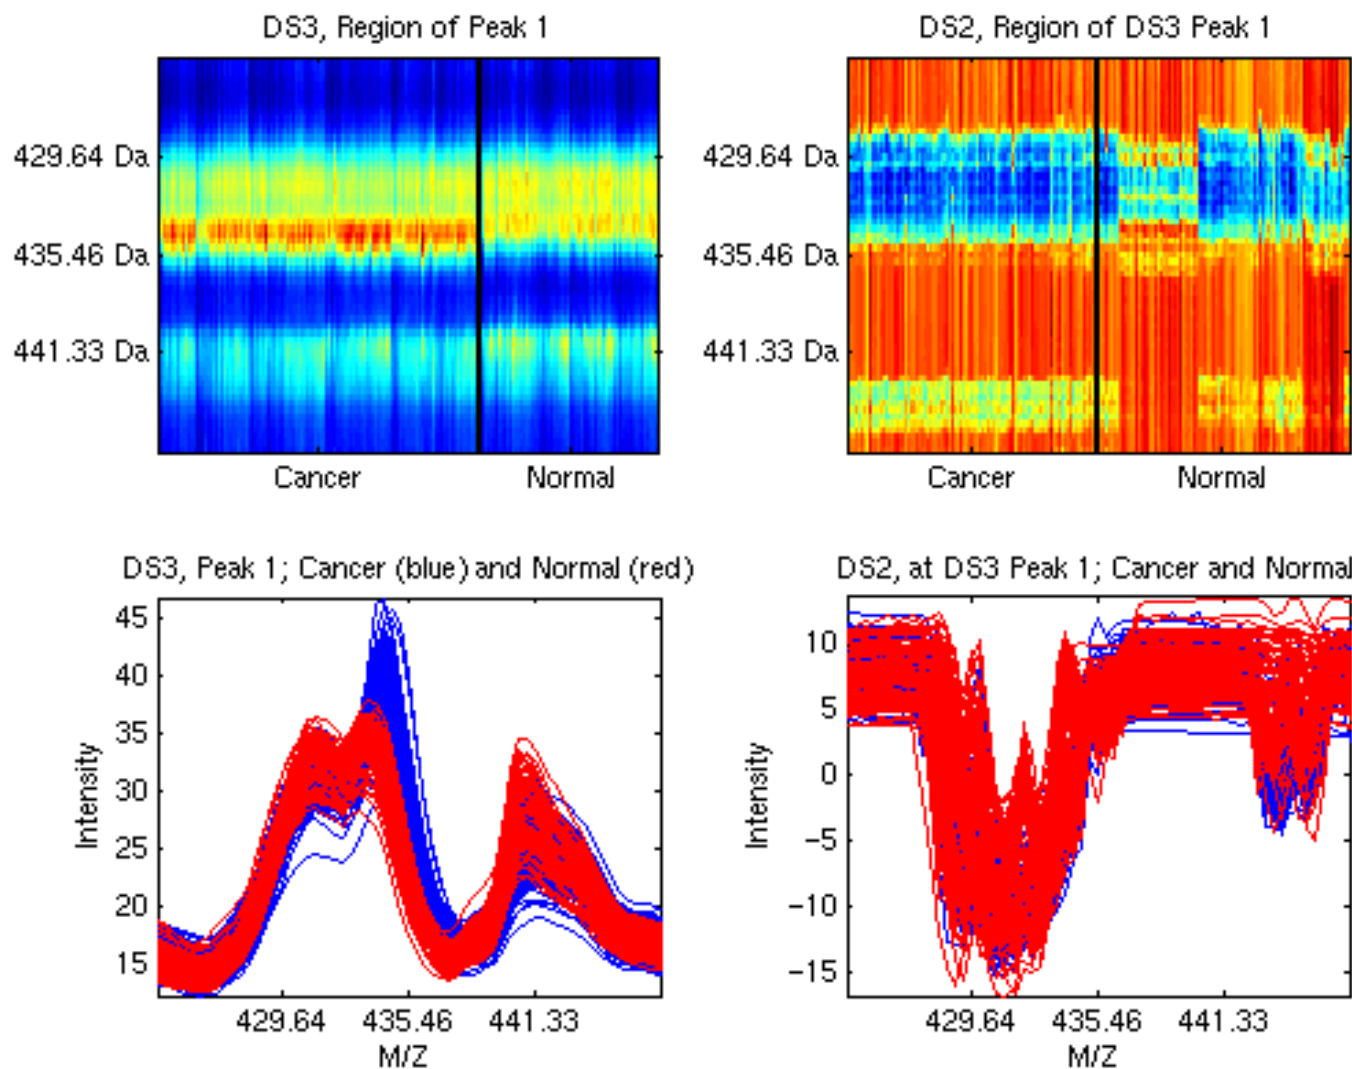 DS3, Region of Peak 1
DS2, Region of DS3 Peak 1
429.64 Da
435.46 Da
441.33 Da
Cancer
Normal
429.64 Da
435.46 Da
441.33 Da
Cancer
Normal
DS3, Peak 1; Cancer (blue) and Normal (red)
DS2, at DS3 Peak 1; Cancer and Normal
45
40
35
30
25
20
15
Intensity
429.64
435.46
441.33
M/Z
10
5
0
−5
−10
−15
Intensity
429.64
435.46
441.33
M/Z